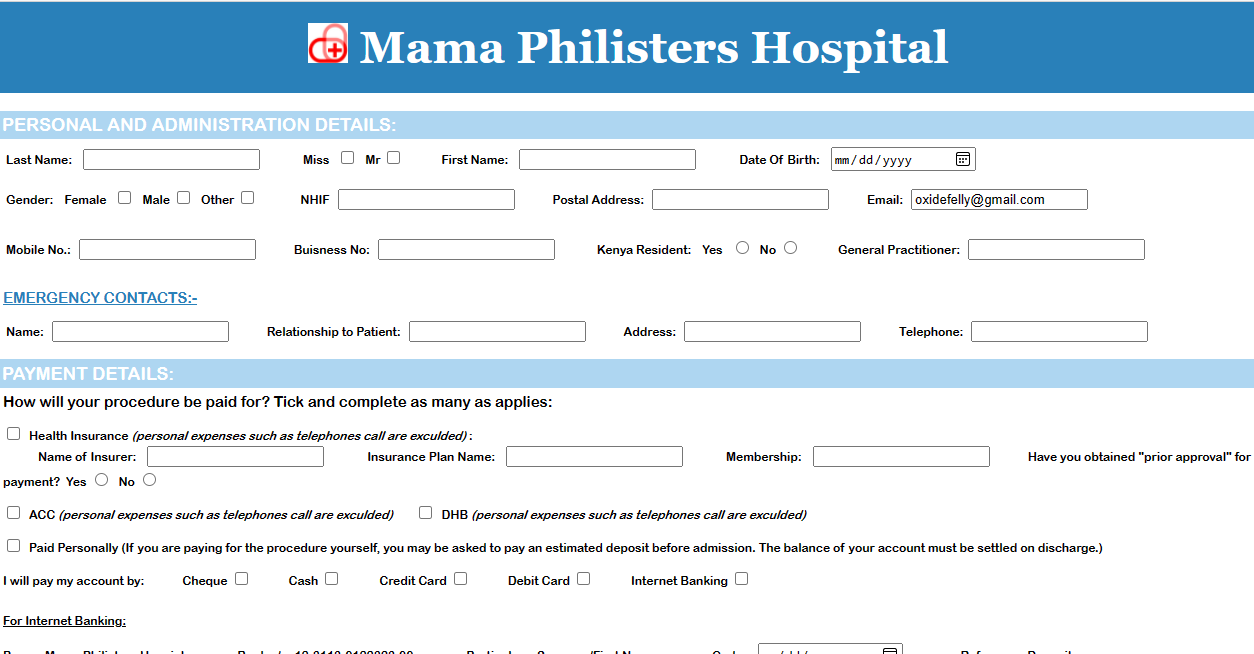 Mama Philisters Hospital
PERSONAL AND ADMINISTRATION DETAILS:
Last Name: Miss Mr First Name: Date Of Birth: mm/dd/yyyy
Gender: Female Male Other NHIF Postal Address: Email: oxidefelly@gmail.com
Mobile No.: Buisness No: Kenya Resident: Yes No General Practitioner:
EMERGENCY CONTACTS:-
Name: Relationship to Patient: Address: Telephone:
PAYMENT DETAILS:
How will your procedure be paid for? Tick and complete as many as applies:
Health Insurance (personal expenses such as telephones call are exculded) :
Name of Insurer: Insurance Plan Name: Membership: Have you obtained "prior approval" for
payment? Yes No
ACC (personal expenses such as telephones call are exculded) DHB (personal expenses such as telephones call are exculded)
Paid Personally (If you are paying for the procedure yourself, you may be asked to pay an estimated deposit before admission. The balance of your account must be settled on discharge.)
I will pay my account by: Cheque Cash Credit Card Debit Card Internet Banking
For Internet Banking: